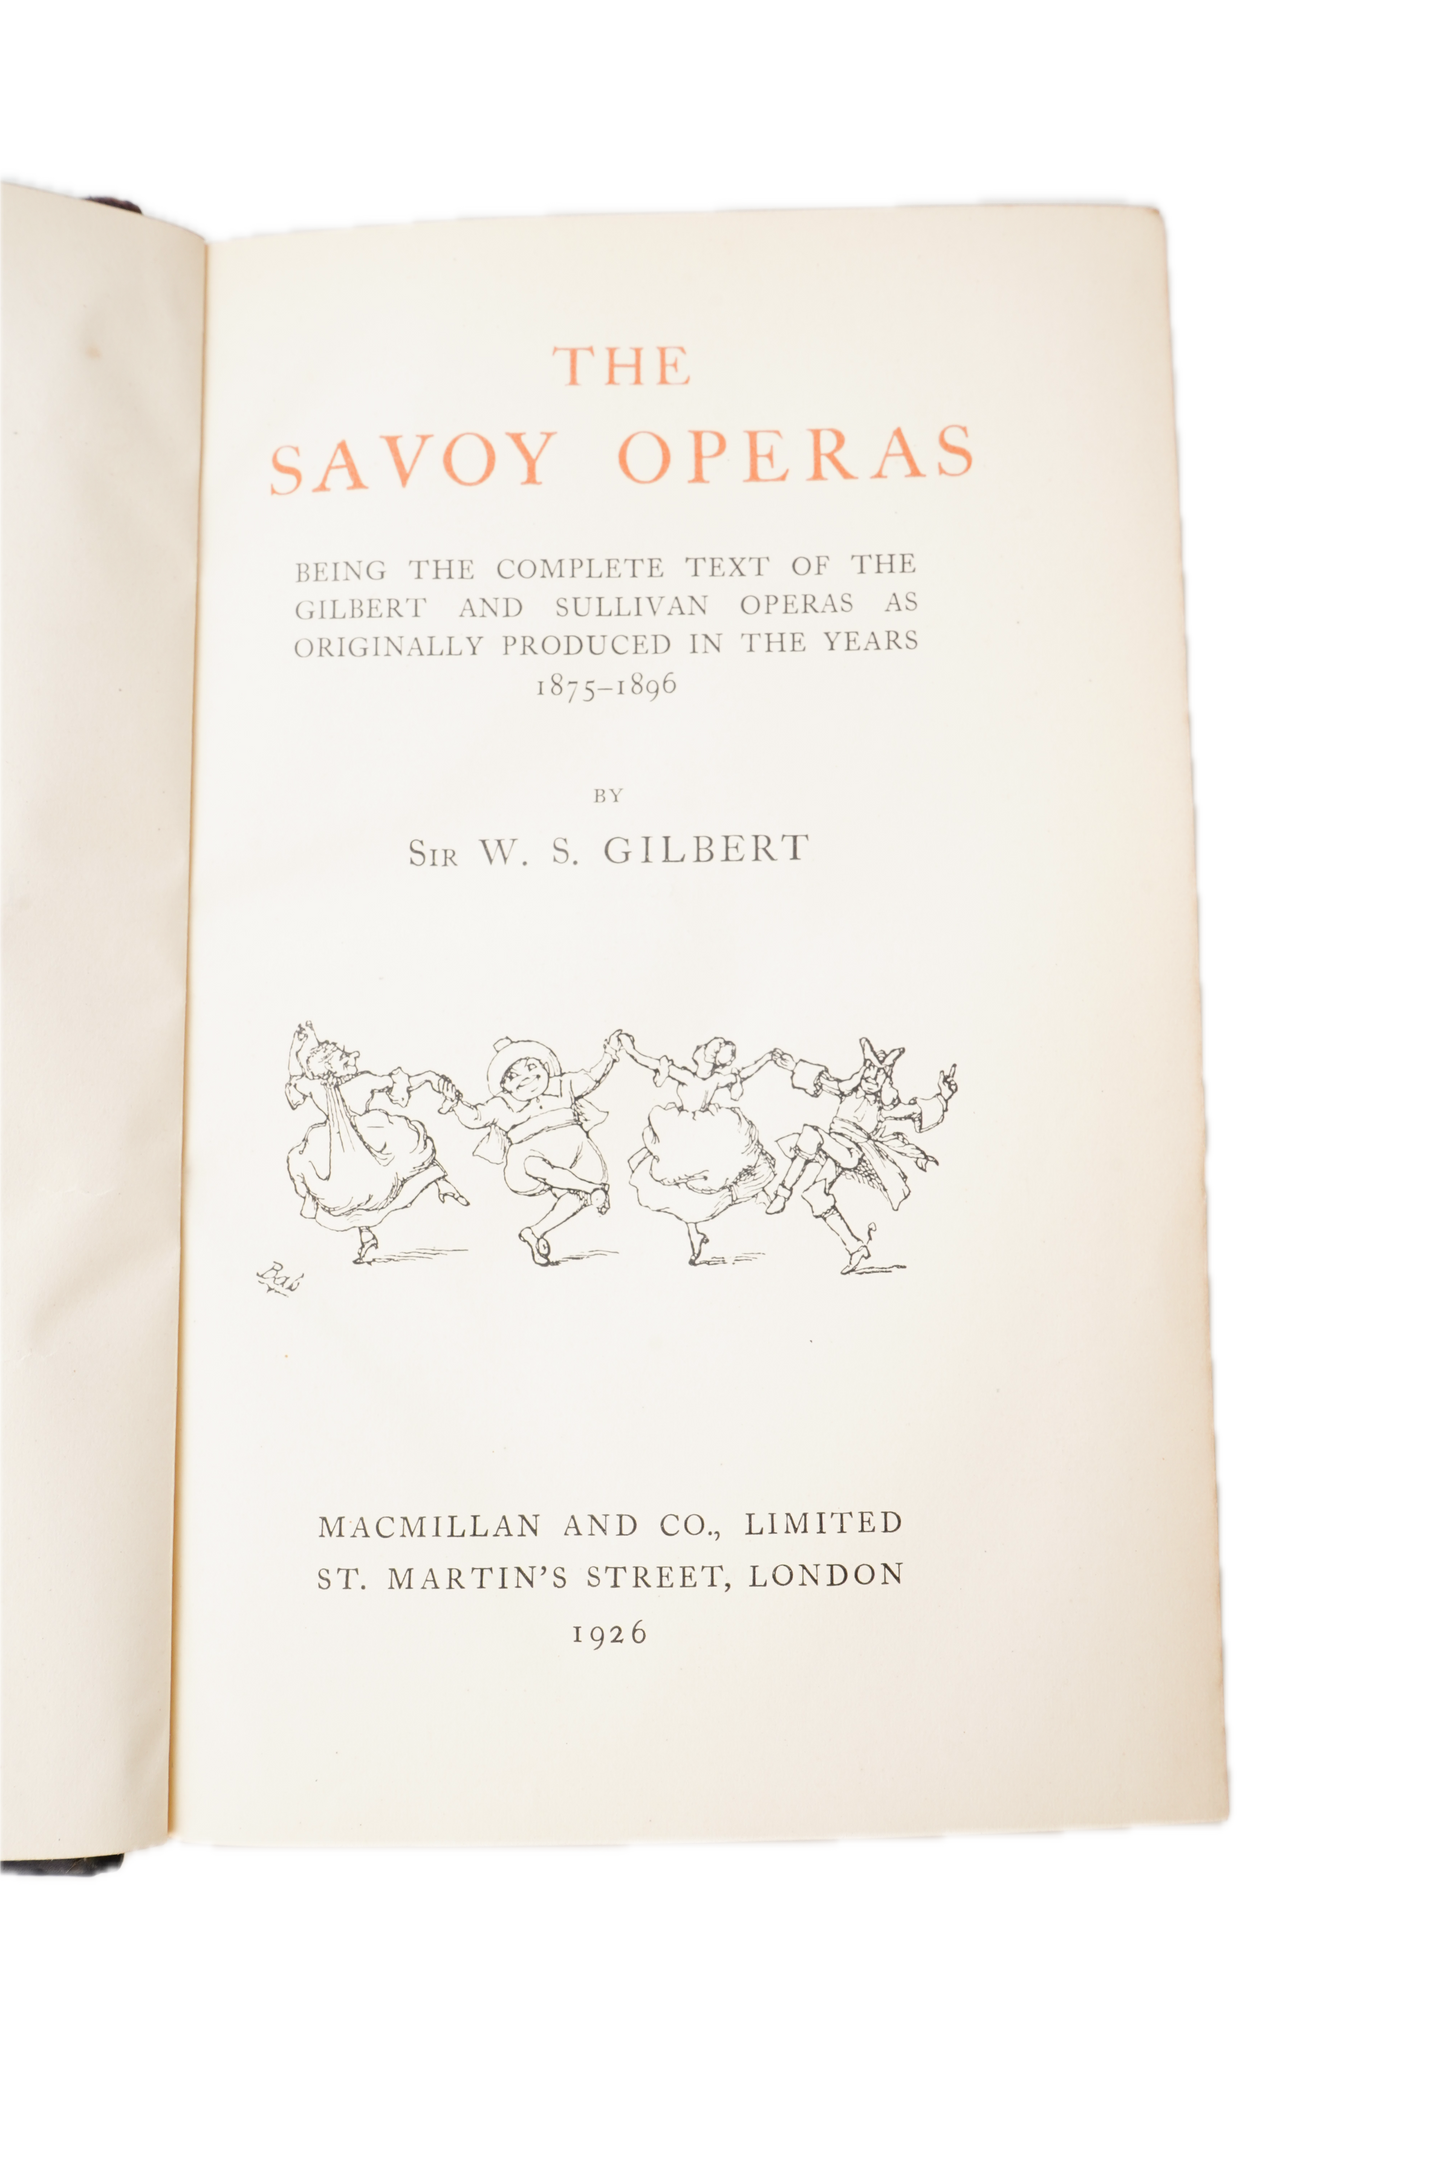 THE
SAVOY OPERAS
BEING THE COMPLETE TEXT OF THE
GILBERT AND SULLIVAN OPERAS AS
ORIGINALLY PRODUCED IN THE YEARS
1875–1896
BY
SIR W. S. GILBERT
Bab
MACMILLAN AND CO., LIMITED
ST. MARTIN'S STREET, LONDON
1926